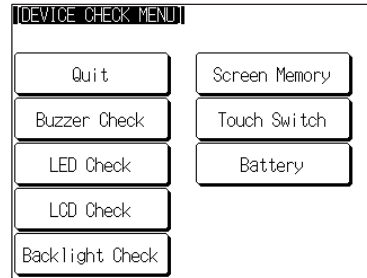 [DEVICE CHECK MENU]
Quit
Screen Memory
Buzzer Check
Touch Switch
LED Check
Battery
LCD Check
Backlight Check